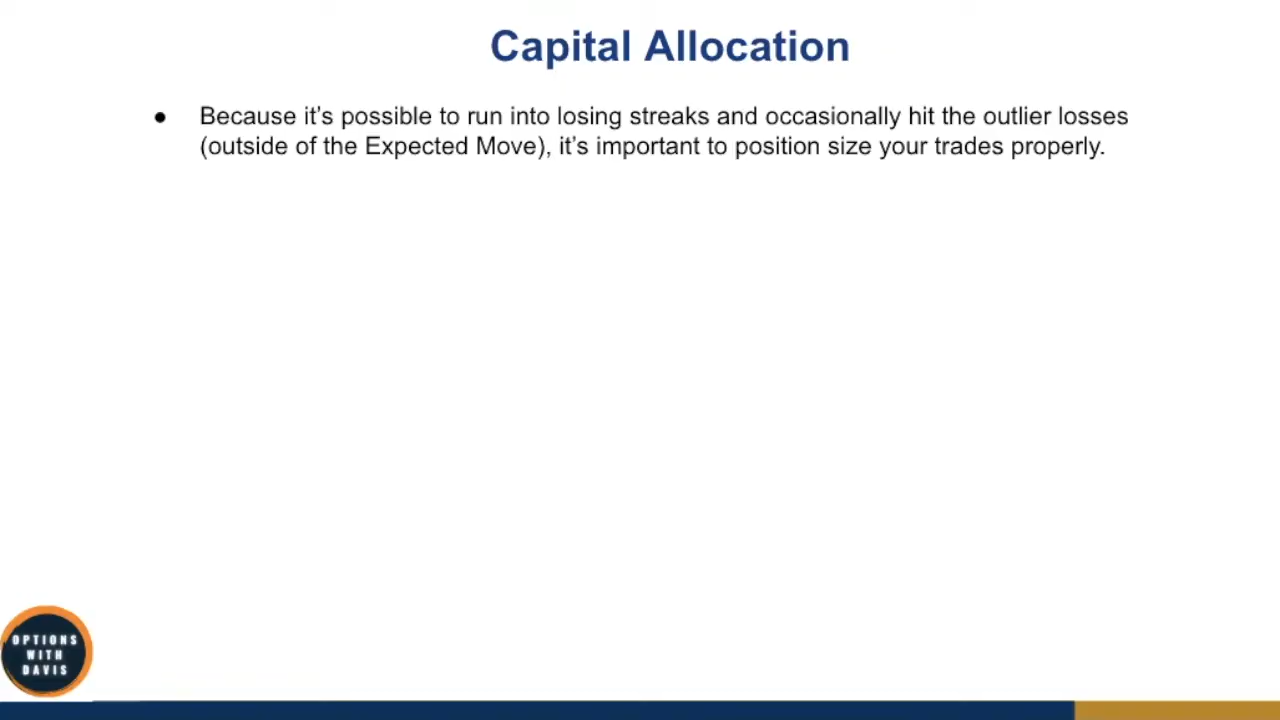 Capital Allocation
● Because it’s possible to run into losing streaks and occasionally hit the outlier losses
(outside of the Expected Move), it’s important to position size your trades properly.
OPTIONS
WITH
DAVIS